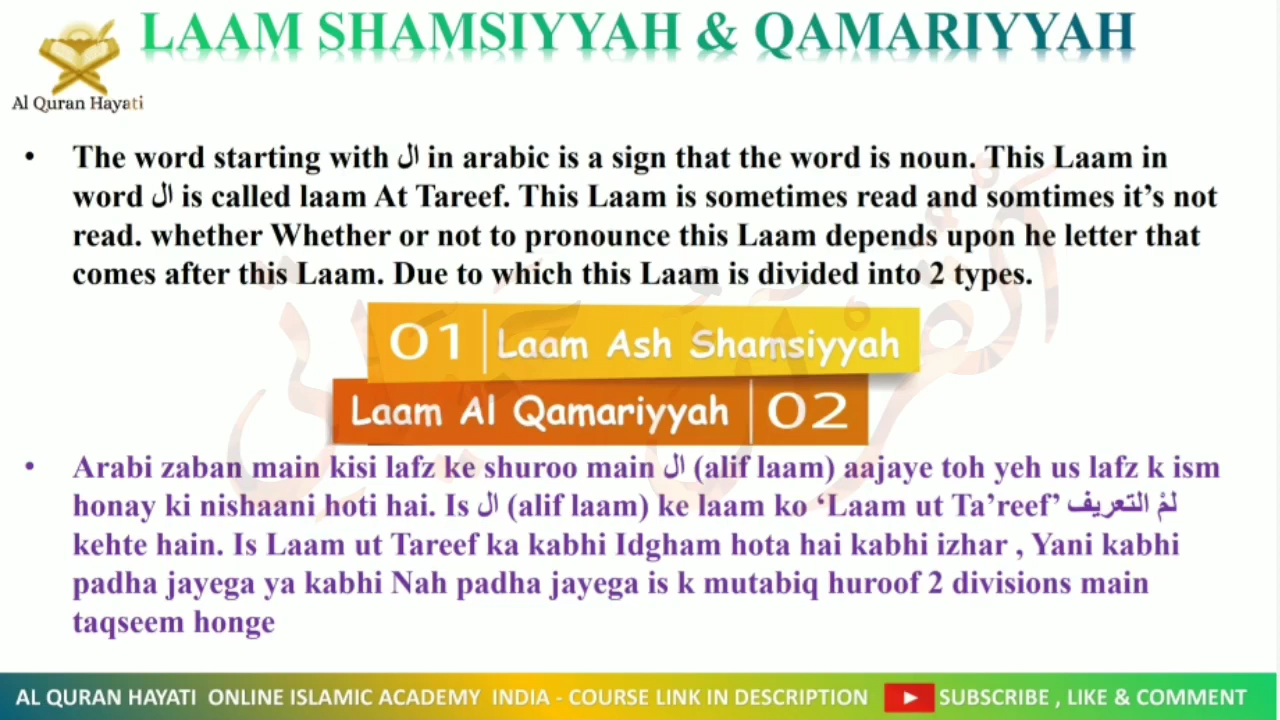 LAAM SHAMSIYYAH & QAMARIYYAH
Al Quran Hayati
• The word starting with ال in arabic is a sign that the word is noun. This Laam in
word ال is called laam At Tareef. This Laam is sometimes read and somtimes it’s not
read. whether Whether or not to pronounce this Laam depends upon he letter that
comes after this Laam. Due to which this Laam is divided into 2 types.
01 Laam Ash Shamsiyyah
Laam Al Qamariyyah 02
• Arabi zaban main kisi lafz ke shuroo main ال (alif laam) aajaye toh yeh us lafz k ism
honay ki nishaani hoti hai. Is ال (alif laam) ke laam ko ‘Laam ut Ta’reef’ لمْ التعريف
kehte hain. Is Laam ut Tareef ka kabhi Idgham hota hai kabhi izhar , Yani kabhi
padha jayega ya kabhi Nah padha jayega is k mutabiq huroof 2 divisions main
taqseem honge
AL QURAN HAYATI ONLINE ISLAMIC ACADEMY INDIA - COURSE LINK IN DESCRIPTION SUBSCRIBE , LIKE & COMMENT